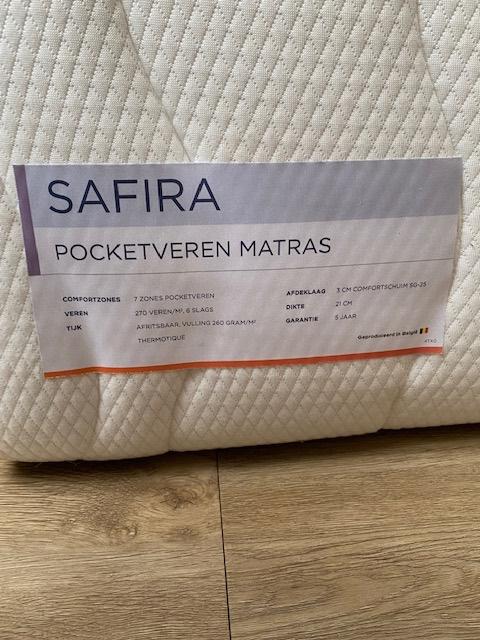 SAFIRA
POCKETVEREN MATRAS
COMFORTZONES 7 ZONES POCKETVEREN
VEREN 270 VEREN/M², 6 SLAGS
TIJK AFRITSBAAR, VULLING 260 GRAM/M²
THERMOTIQUE
AFDEKLAAG 3 CM COMFORTSCHUIM SG-25
DIKTE 21 CM
GARANTIE 5 JAAR
Geproduceerd in België